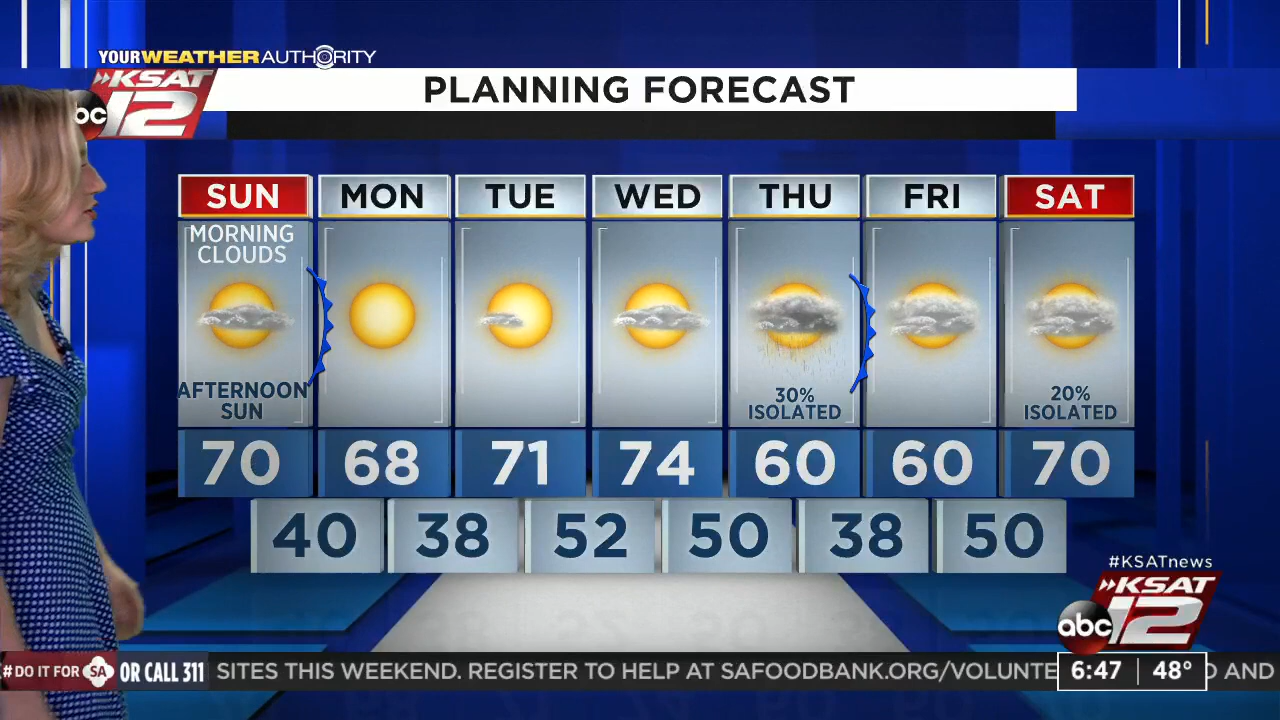 YOUR WEATHER AUTHORITY
KSAT
abc 12
PLANNING FORECAST
SUN MON TUE WED THU FRI SAT
MORNING
CLOUDS
AFTERNOON
SUN
30%
ISOLATED
20%
ISOLATED
70 68 71 74 60 60 70
40 38 52 50 38 50
#KSATnews
KSAT
abc 12
#DO IT FOR SA OR CALL 311
SITES THIS WEEKEND. REGISTER TO HELP AT SAFOODBANK.ORG/VOLUNTE
6:47 48°
AND